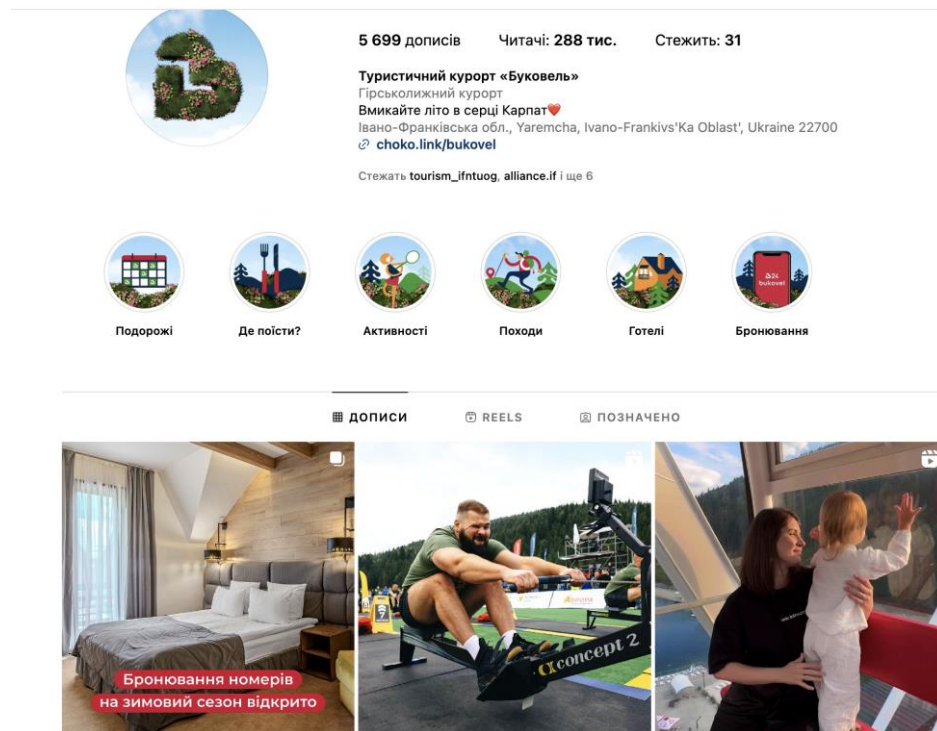 5 699 дописів Читачі: 288 тис. Стежить: 31
Туристичний курорт «Буковель»
Гірськолижний курорт
Вмикайте літо в серці Карпат❤️
Івано-Франківська обл., Yaremcha, Ivano-Frankivs'Ka Oblast', Ukraine 22700
choko.link/bukovel
Стежать tourism_ifntuog, alliance.if і ще 6
24
bukovel
Подорожі Де поїсти? Активності Походи Готелі Бронювання
ДОПИСИ REELS ПОЗНАЧЕНО
concept 2
Бронювання номерів
на зимовий сезон відкрито